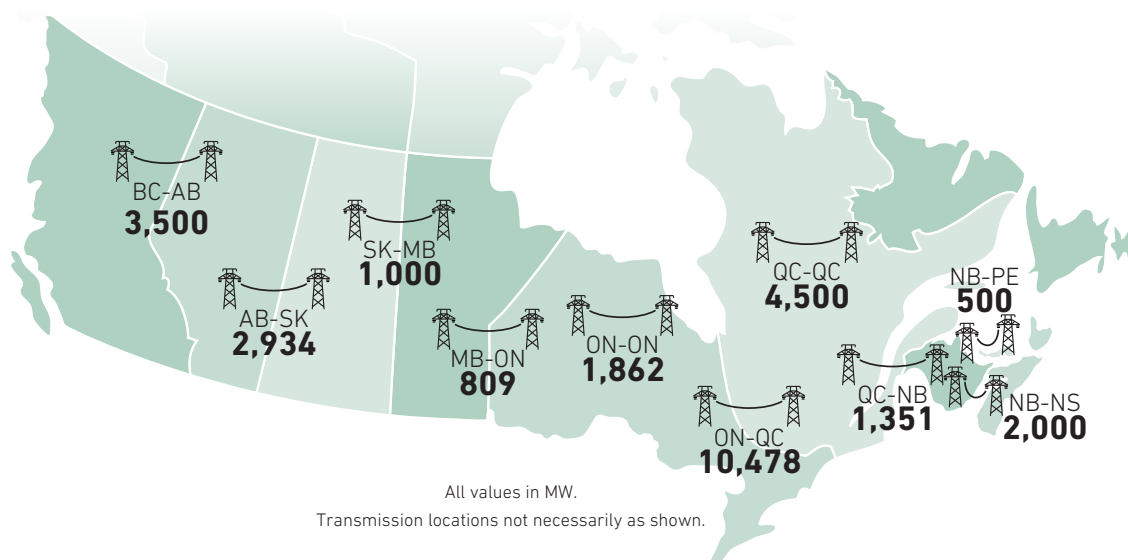 BC-AB
3,500
SK-MB
1,000
QC-QC
4,500
NB-PE
500
AB-SK
2,934
MB-ON
809
ON-ON
1,862
QC-NB
1,351
NB-NS
2,000
ON-QC
10,478
All values in MW.
Transmission locations not necessarily as shown.